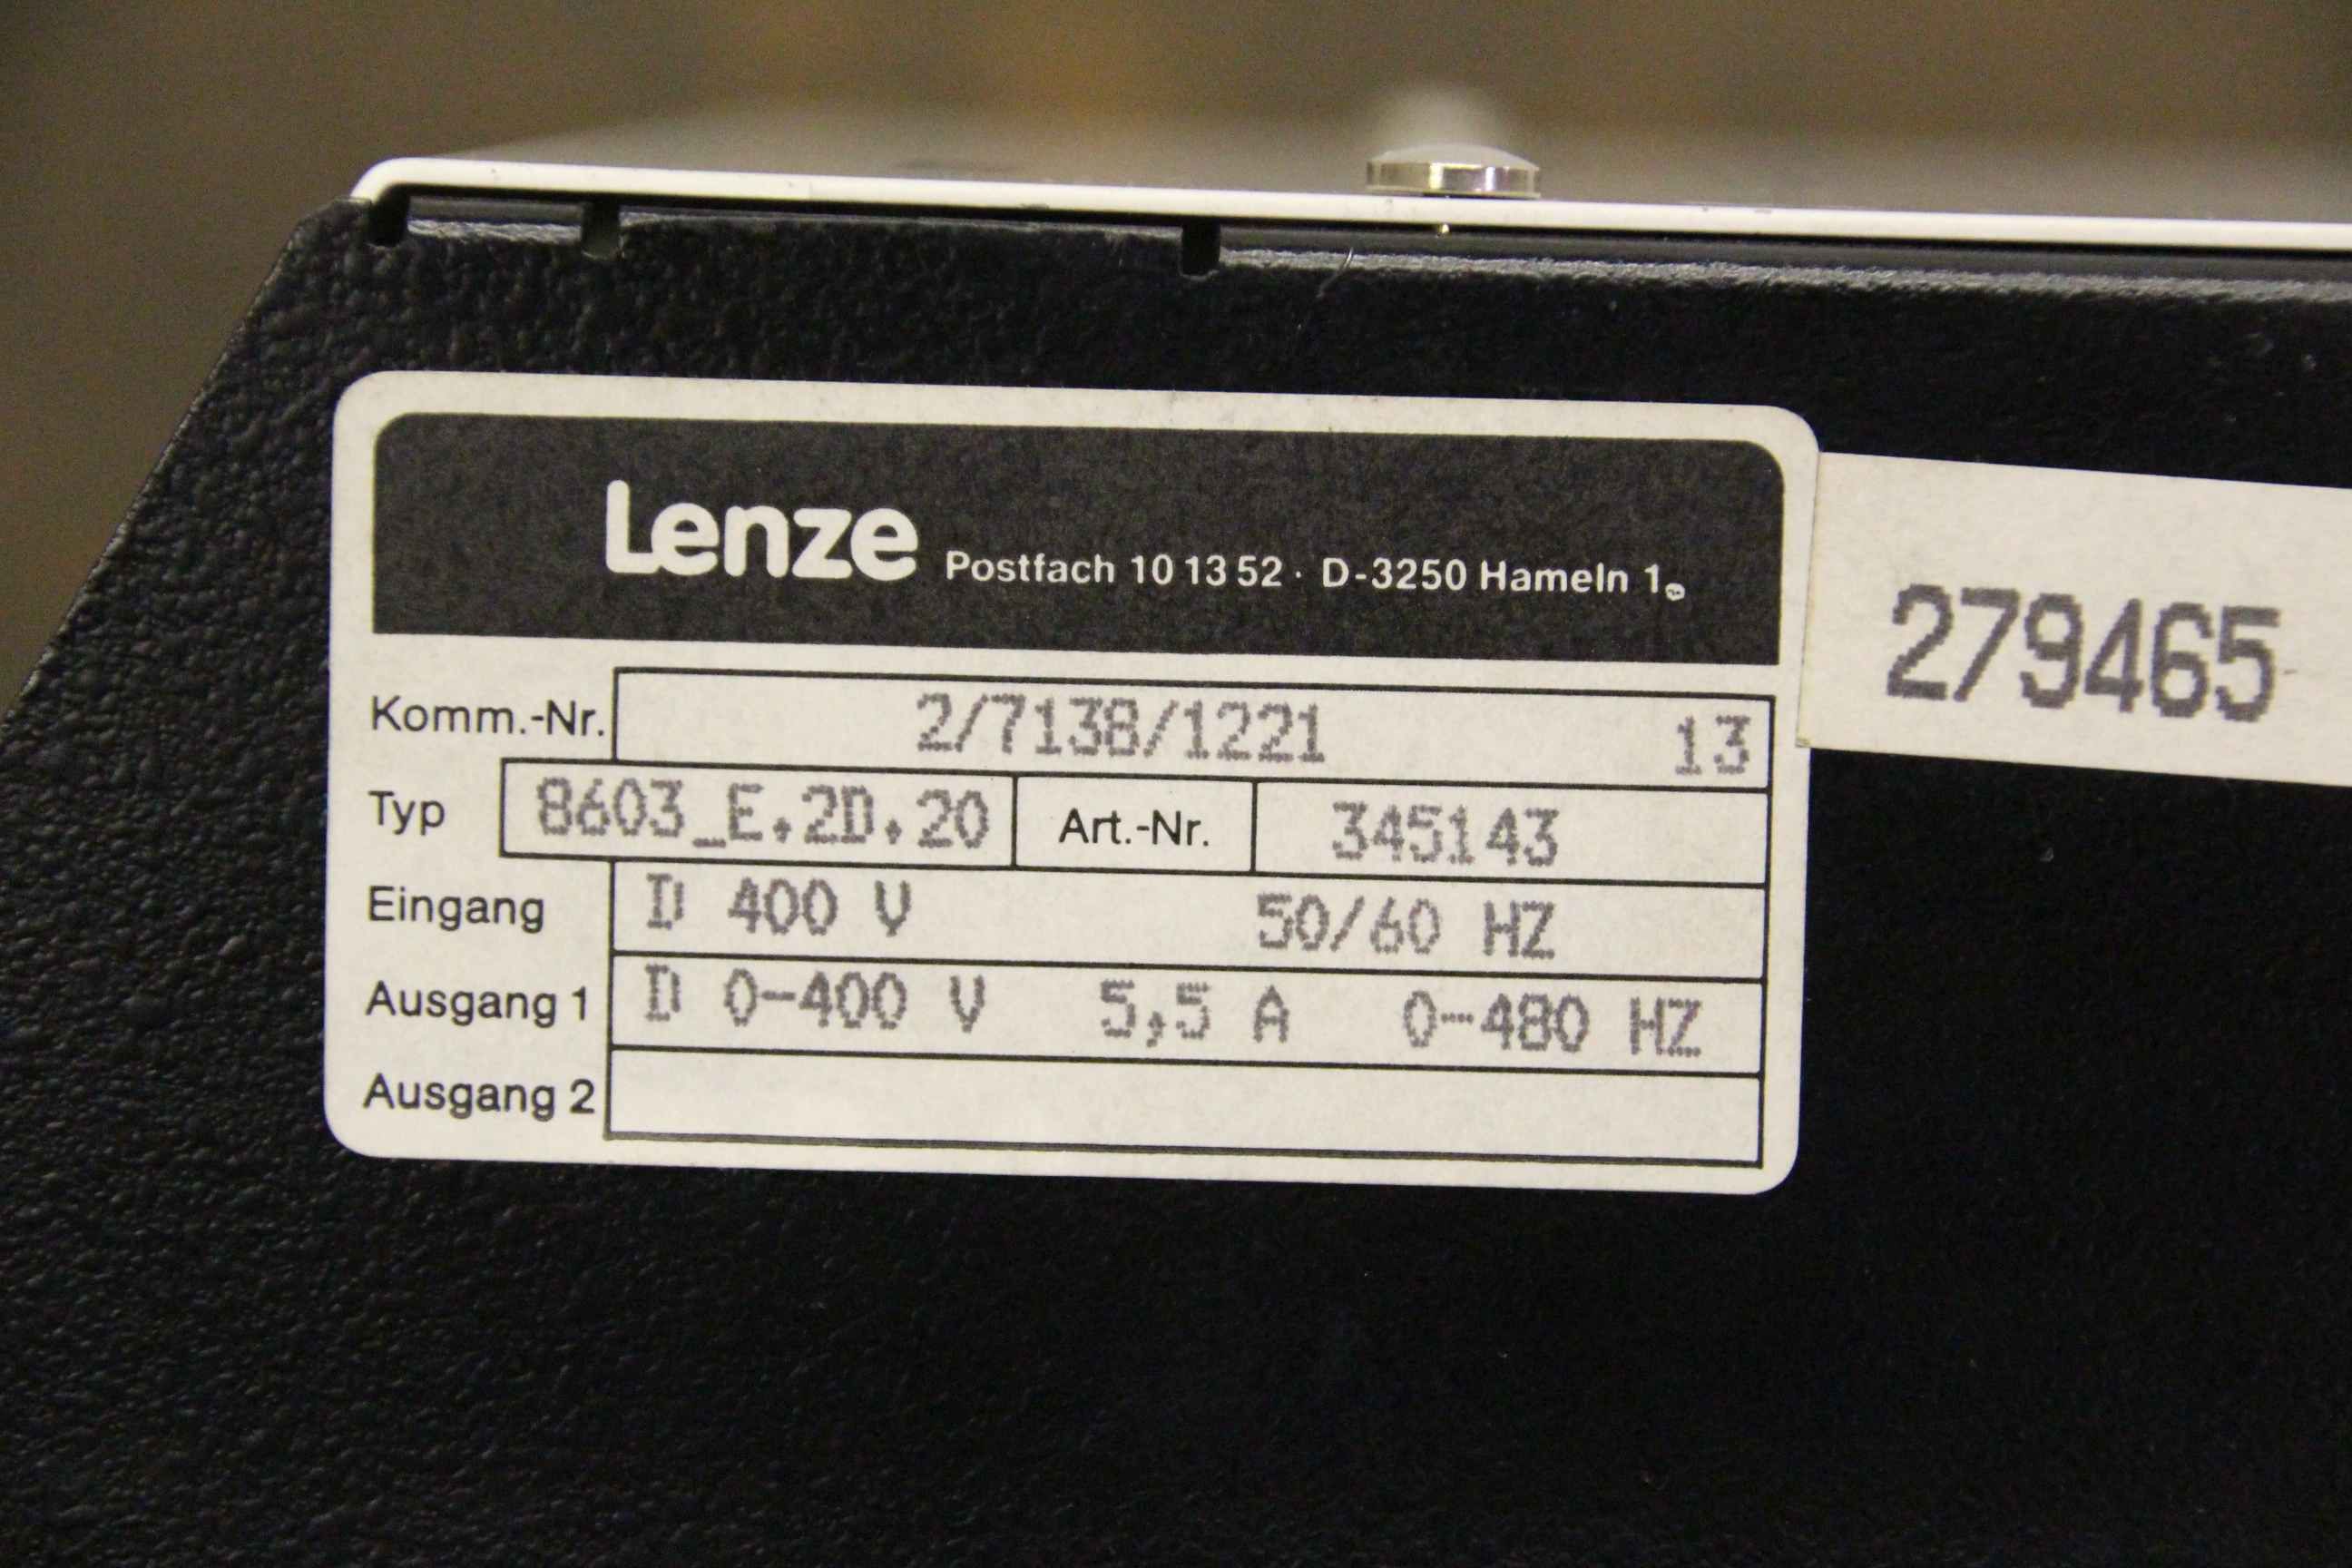 Lenze Postfach 10 13 52 · D-3250 Hameln 1
279465
Komm.-Nr. 2/7138/1221 13
Typ 8603_E.2D.20 Art.-Nr. 345143
Eingang D 400 V 50/60 HZ
Ausgang 1 D 0-400 V 5,5 A 0-480 HZ
Ausgang 2